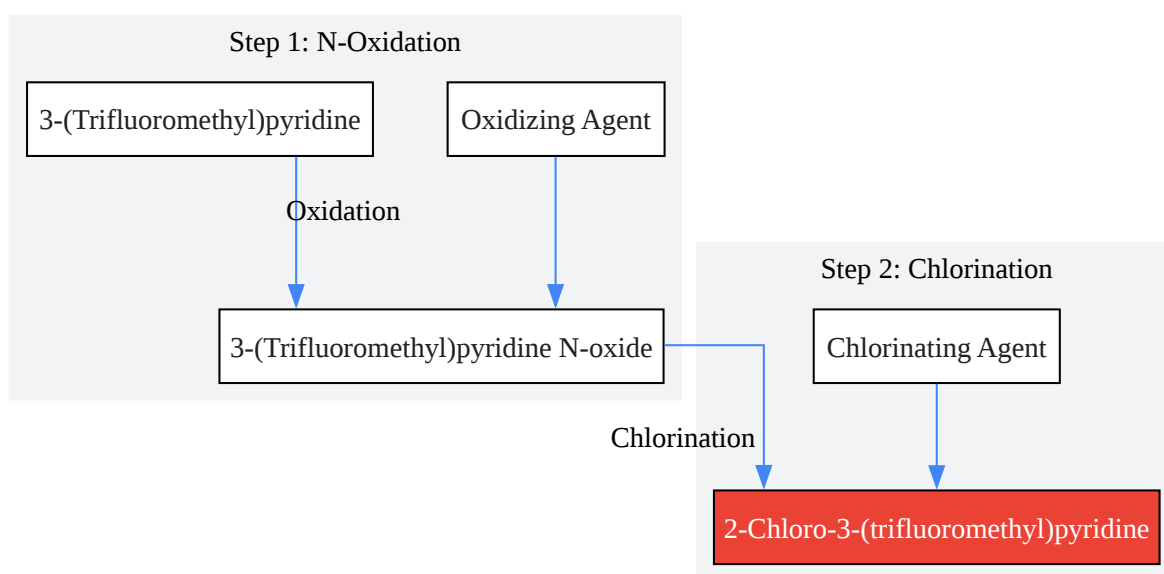 Step 1: N-Oxidation
3-(Trifluoromethyl)pyridine
Oxidizing Agent
Oxidation
3-(Trifluoromethyl)pyridine N-oxide
Step 2: Chlorination
Chlorinating Agent
Chlorination
2-Chloro-3-(trifluoromethyl)pyridine